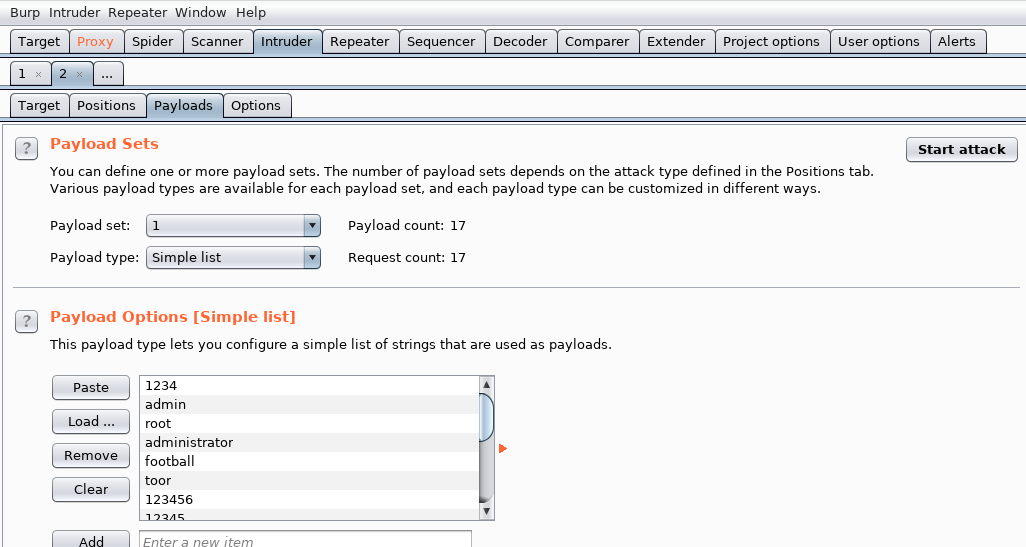 Burp Intruder Repeater Window Help
Target Proxy Spider Scanner Intruder Repeater Sequencer Decoder Comparer Extender Project options User options Alerts
1 × 2 × ...
Target Positions Payloads Options
? Payload Sets Start attack
You can define one or more payload sets. The number of payload sets depends on the attack type defined in the Positions tab.
Various payload types are available for each payload set, and each payload type can be customized in different ways.
Payload set: 1 Payload count: 17
Payload type: Simple list Request count: 17
? Payload Options [Simple list]
This payload type lets you configure a simple list of strings that are used as payloads.
Paste 1234
admin
Load ... root
administrator
Remove football
toor
Clear 123456
12345
Add Enter a new item